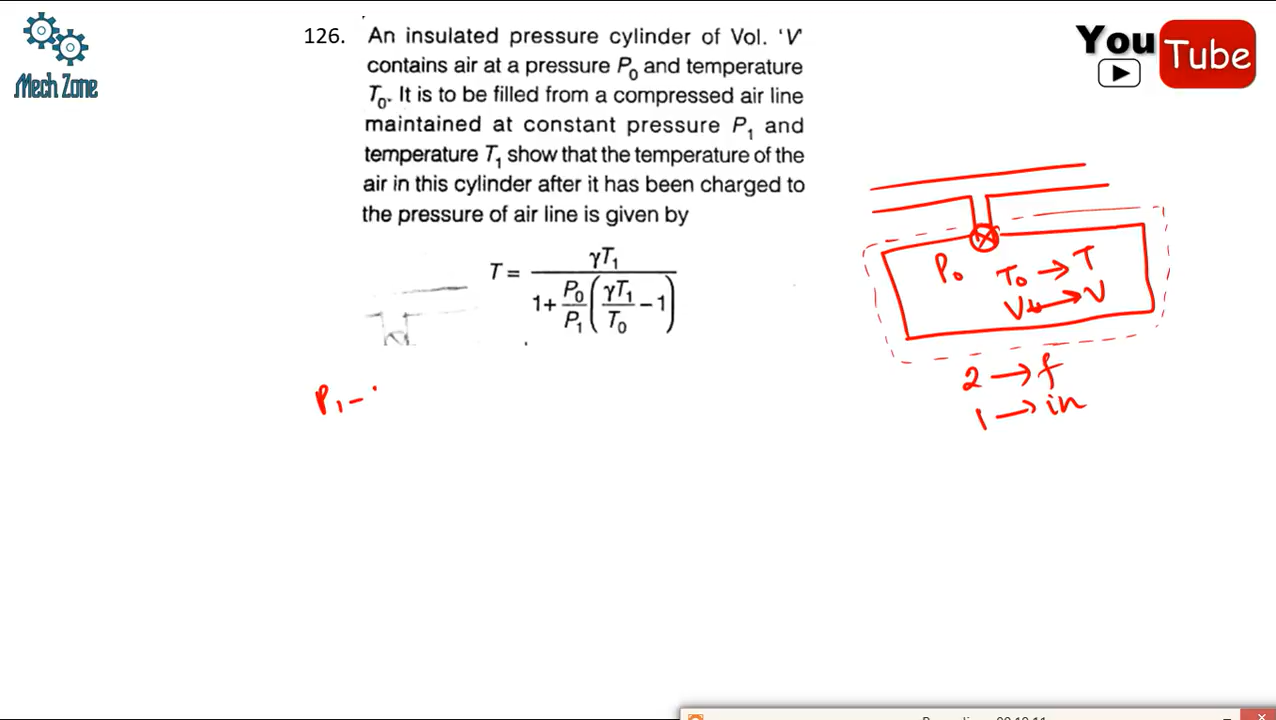 Mech Zone
You Tube
126. An insulated pressure cylinder of Vol. 'V'
contains air at a pressure P₀ and temperature
T₀. It is to be filled from a compressed air line
maintained at constant pressure P₁ and
temperature T₁ show that the temperature of the
air in this cylinder after it has been charged to
the pressure of air line is given by
T = γT₁ / (1 + P₀/P₁ (γT₁/T₀ − 1))
P₀ T₀ → T
V → V
2 → f
1 → in
P₁ –